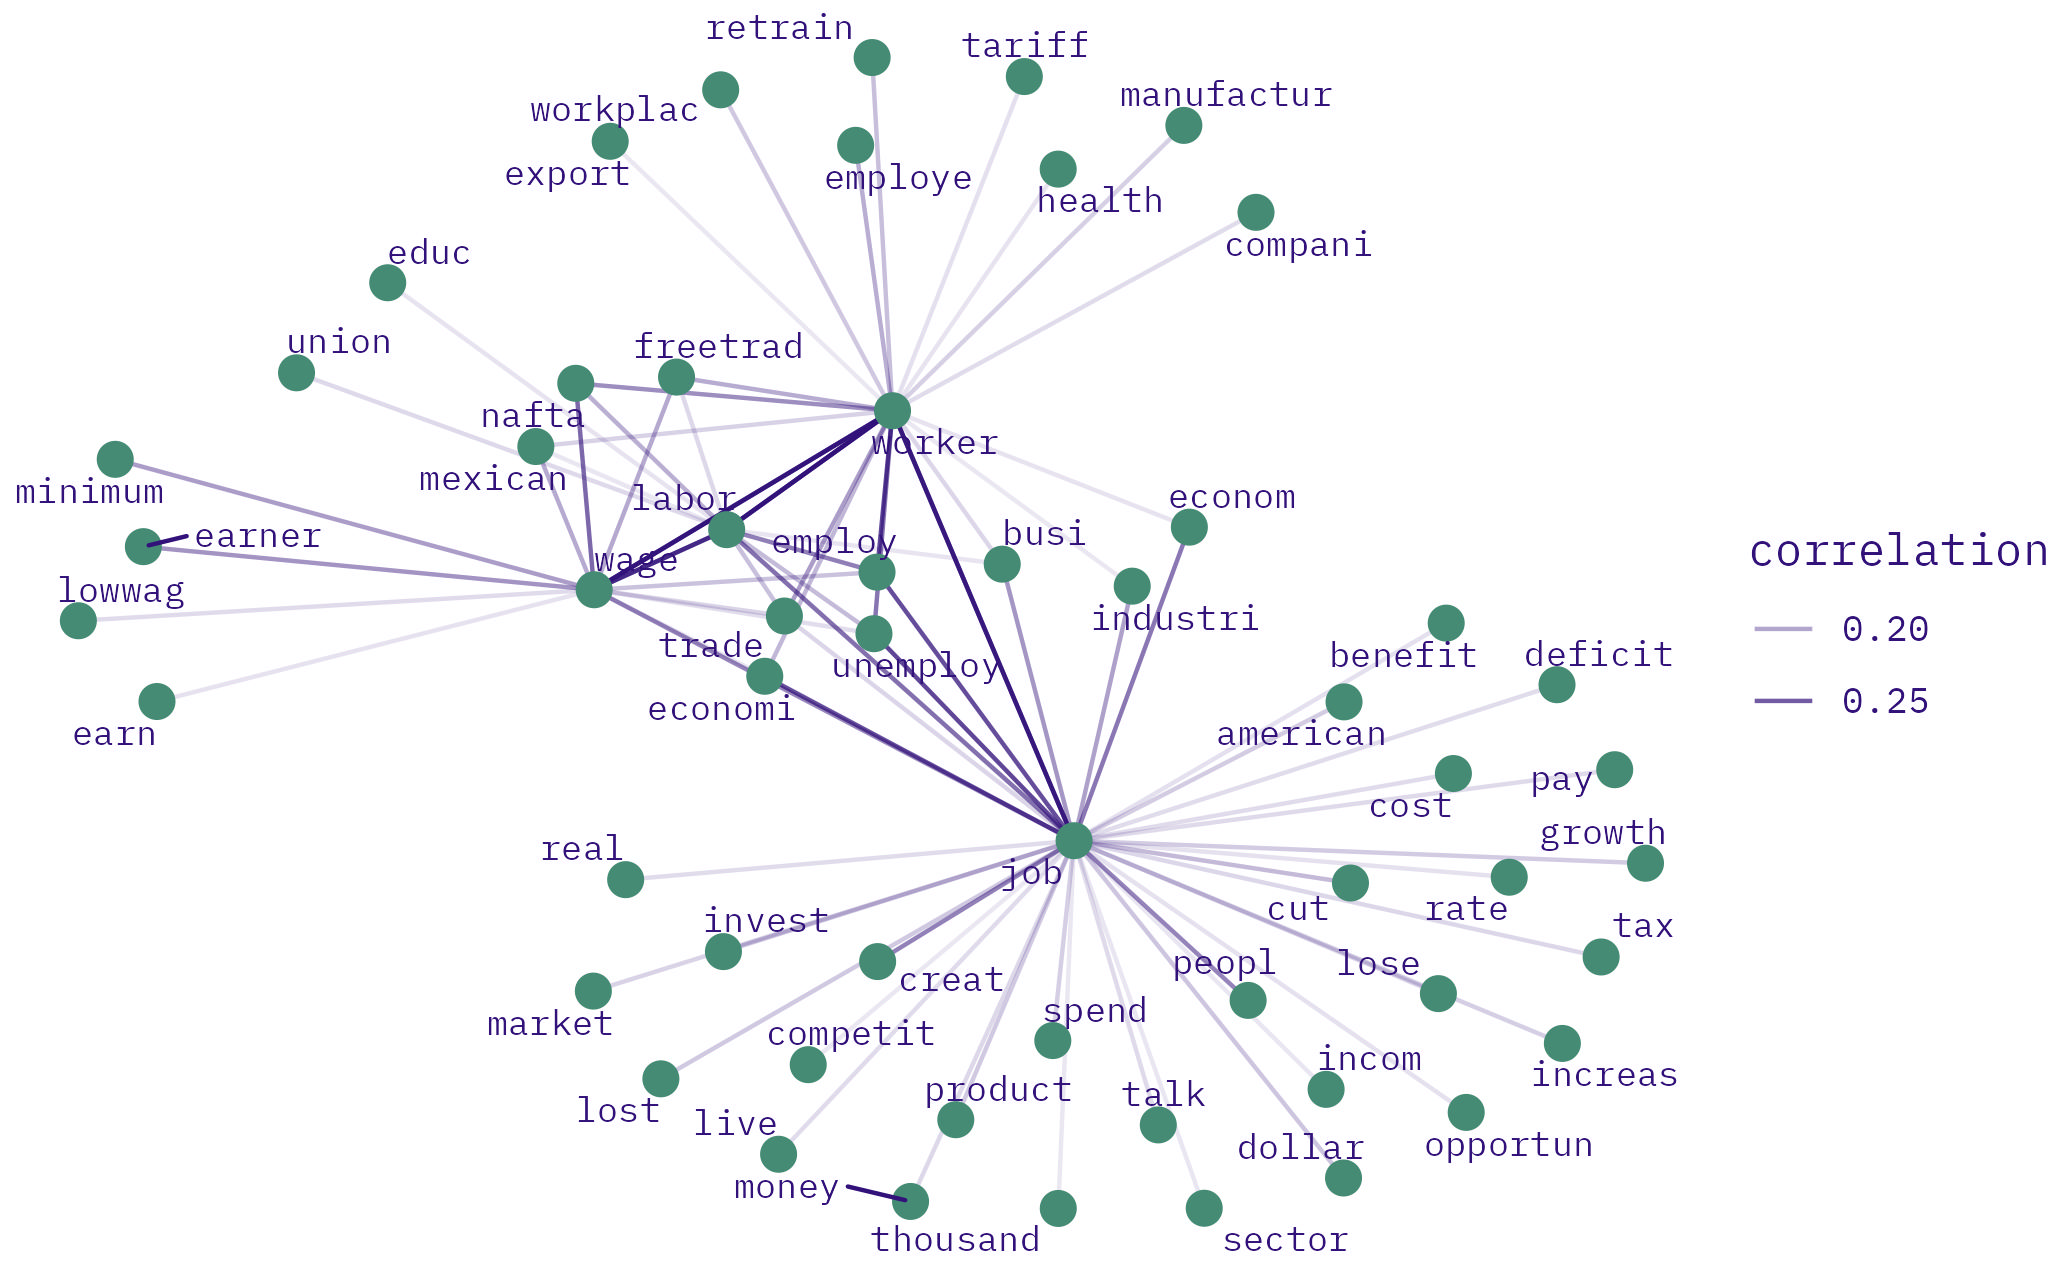 retrain
tariff
workplac
manufactur
export
employe
health
compani
educ
union
freetrad
nafta
worker
mexican
minimum
labor
econom
earner
employ
busi
wage
correlation
lowwag
industri
0.20
trade
unemploy
benefit
deficit
economi
0.25
earn
american
pay
cost
real
growth
job
invest
cut
rate
tax
creat
peopl
lose
market
spend
competit
incom
increas
lost
product
talk
live
dollar
opportun
money
thousand
sector